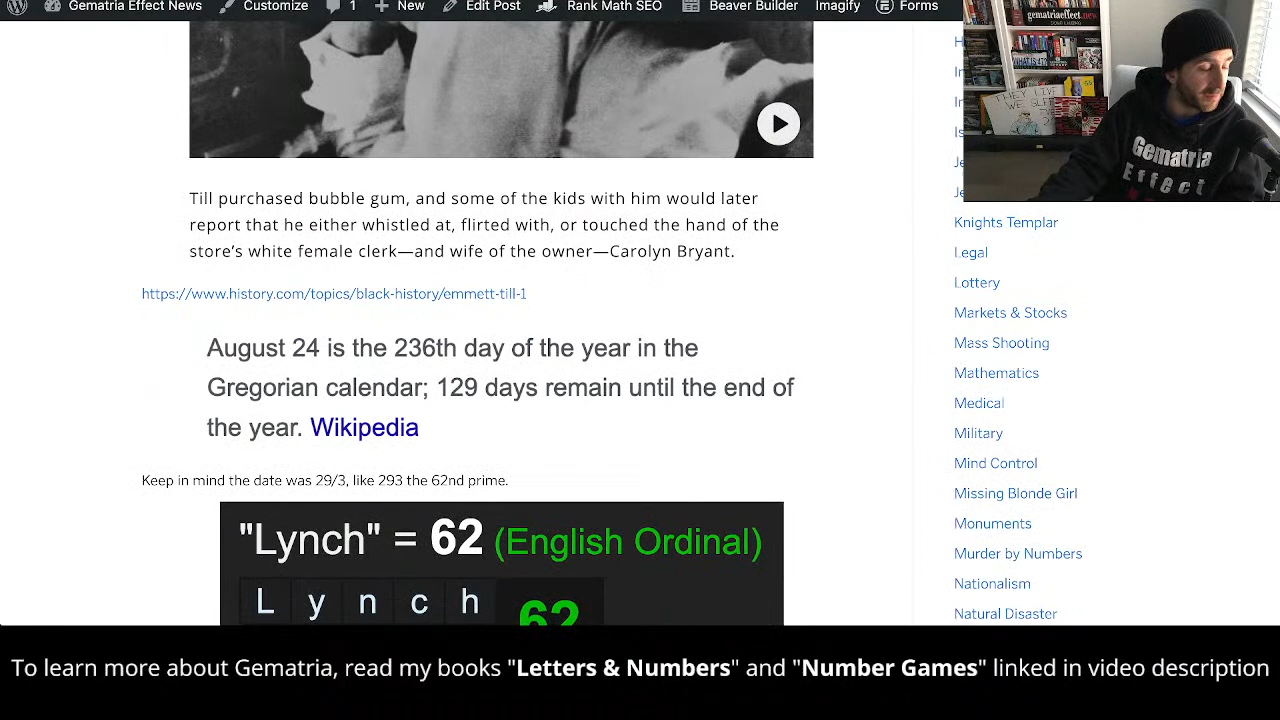 Gematria Effect News
Customize
1
New
Edit Post
Rank Math SEO
Beaver Builder
Imagify
Forms
gematriaeffect.news
THEY LIVE
WE SLEEP
Gematria
Effect
Till purchased bubble gum, and some of the kids with him would later
report that he either whistled at, flirted with, or touched the hand of the
store’s white female clerk—and wife of the owner—Carolyn Bryant.
https://www.history.com/topics/black-history/emmett-till-1
August 24 is the 236th day of the year in the
Gregorian calendar; 129 days remain until the end of
the year. Wikipedia
Keep in mind the date was 29/3, like 293 the 62nd prime.
"Lynch" = 62 (English Ordinal)
L y n c h
62
Knights Templar
Legal
Lottery
Markets & Stocks
Mass Shooting
Mathematics
Medical
Military
Mind Control
Missing Blonde Girl
Monuments
Murder by Numbers
Nationalism
Natural Disaster
To learn more about Gematria, read my books "Letters & Numbers" and "Number Games" linked in video description